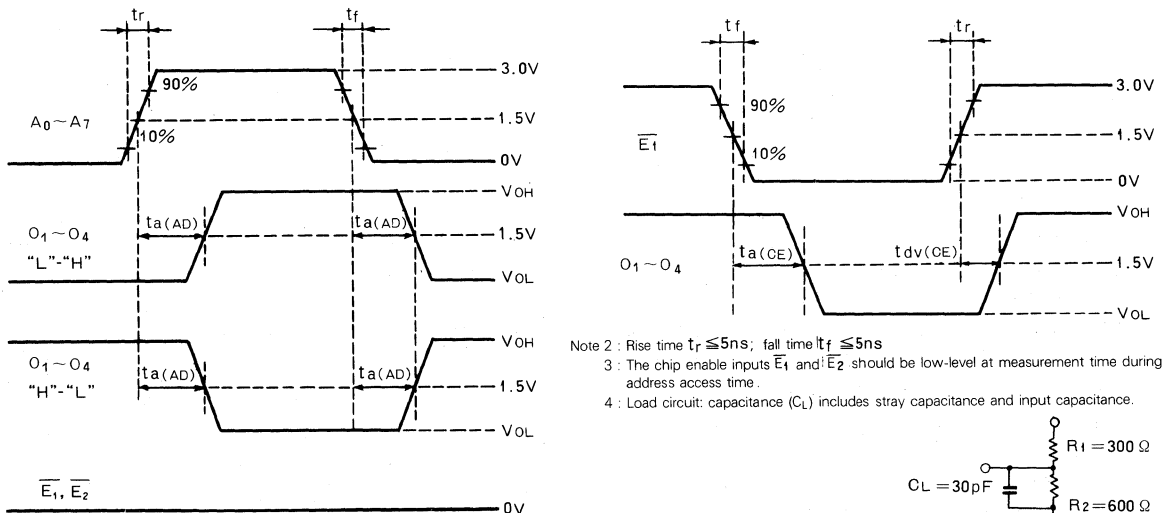 tr
tf
3.0V
90%
A0~A7
1.5V
10%
0V
VOH
ta(AD)
ta(AD)
O1~O4
1.5V
“L”-“H”
VOL
VOH
O1~O4
ta(AD)
ta(AD)
1.5V
“H”-“L”
VOL
E1, E2
0V
tf
tr
3.0V
90%
E1
1.5V
10%
0V
VOH
ta(CE)
tdv(CE)
O1~O4
1.5V
VOL
Note 2 : Rise time tr ≦5ns; fall time tf ≦5ns
3 : The chip enable inputs E1 and E2 should be low-level at measurement time during
address access time.
4 : Load circuit: capacitance (CL) includes stray capacitance and input capacitance.
R1=300 Ω
CL=30pF
R2=600 Ω